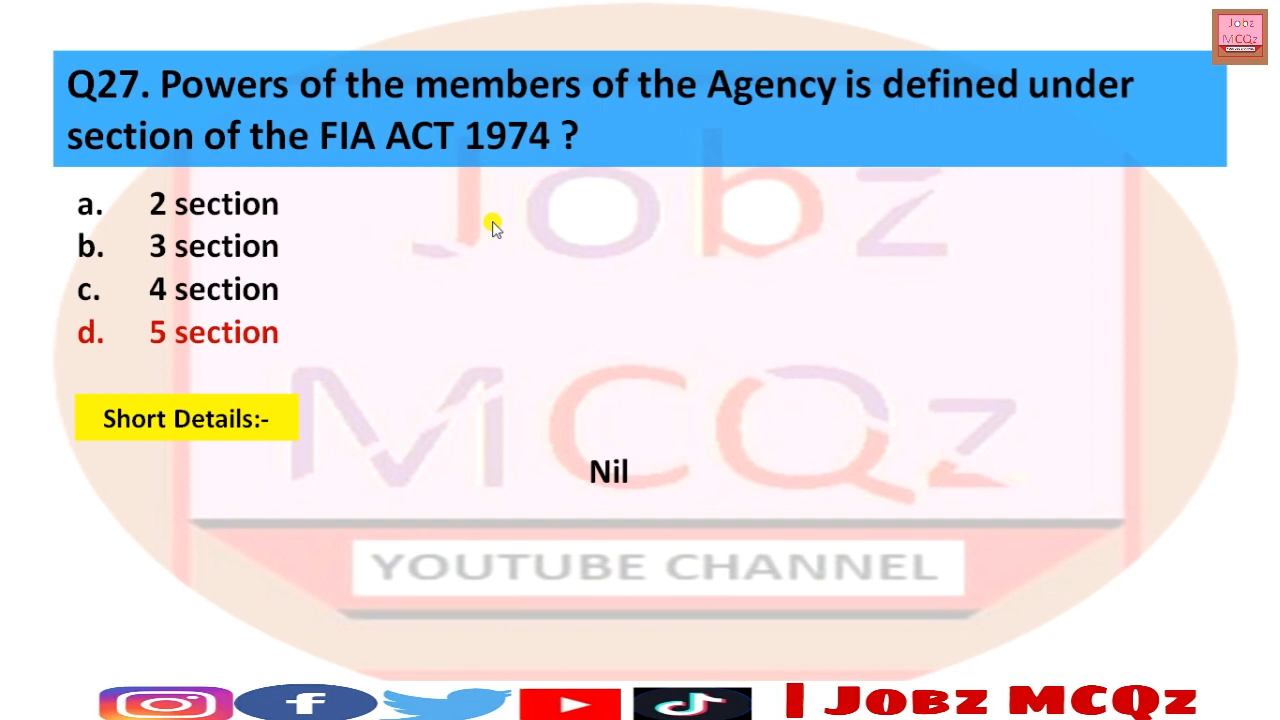 Jobz
MCQz
Q27. Powers of the members of the Agency is defined under
section of the FIA ACT 1974 ?
a. 2 section
b. 3 section
c. 4 section
d. 5 section
Short Details:-
Nil
Jobz
MCQz
YOUTUBE CHANNEL
| Jobz MCQz